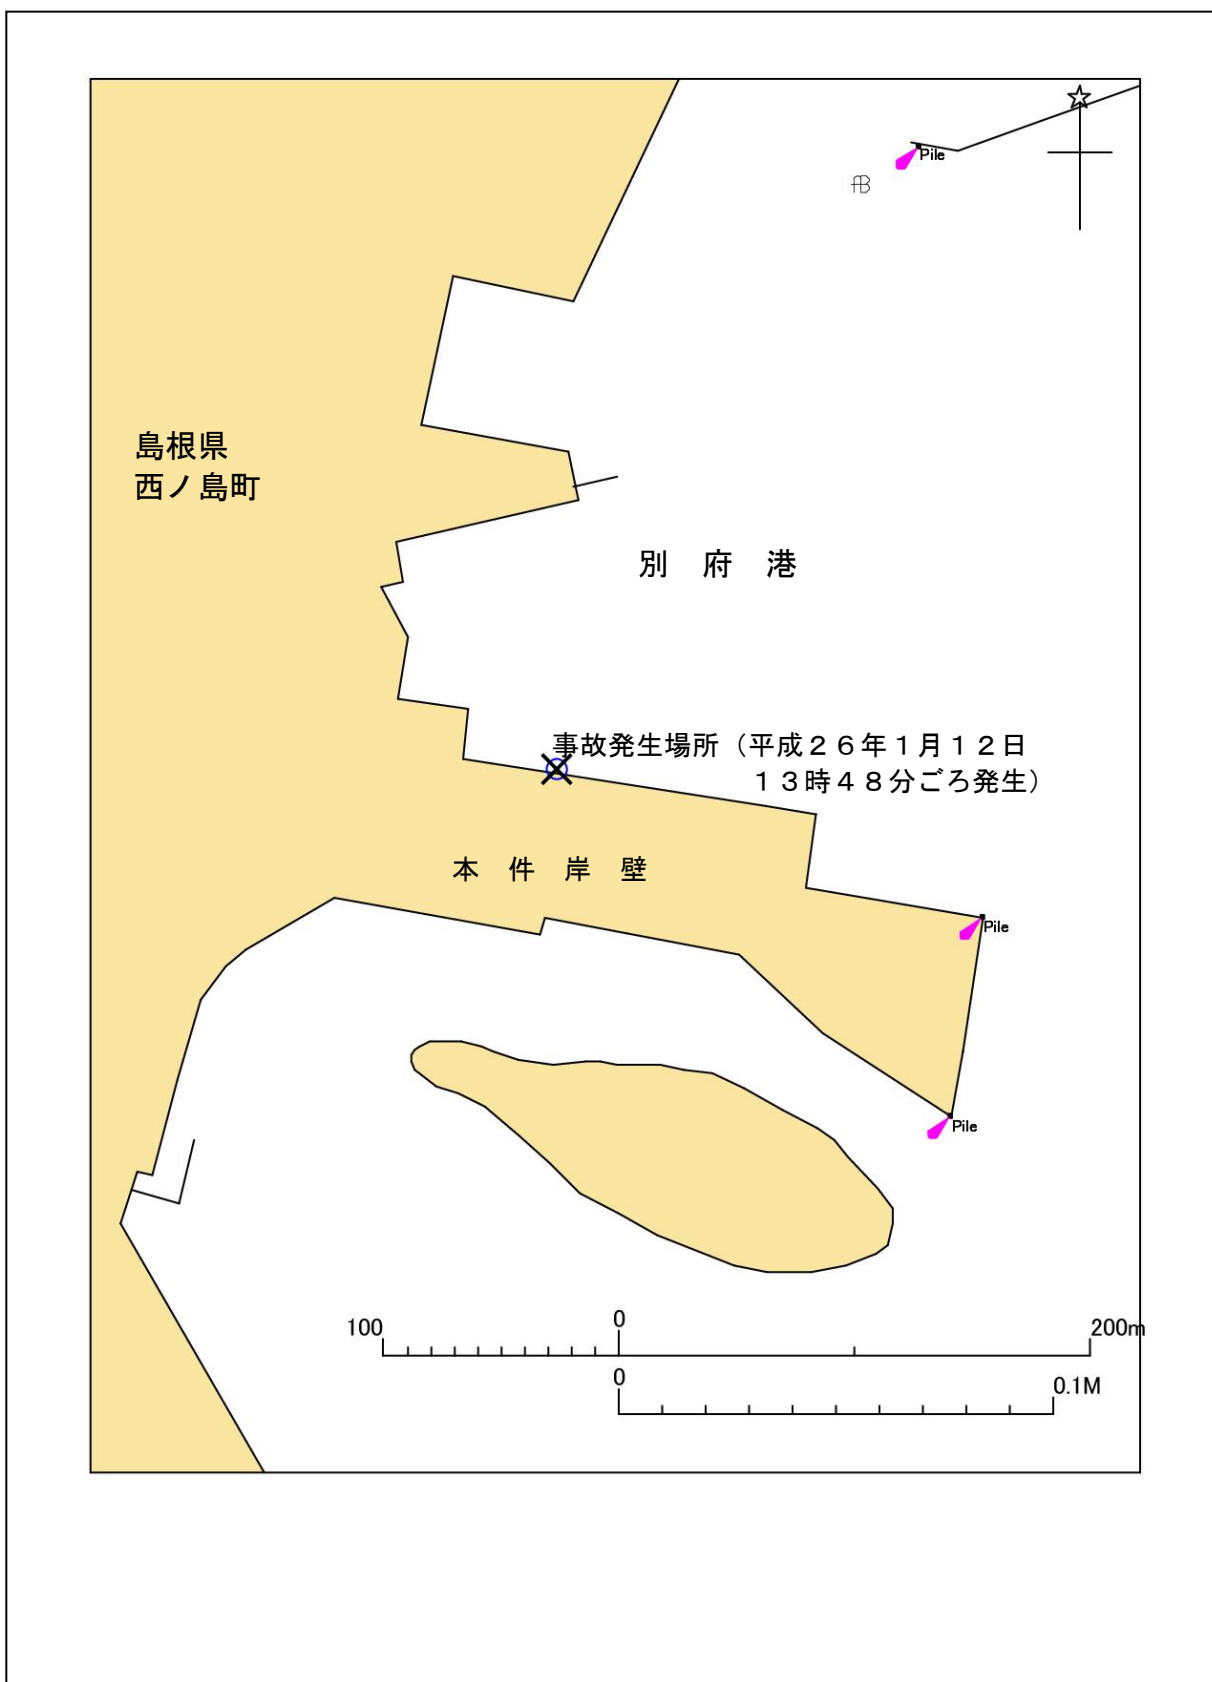 Pile
島根県
西ノ島町
別　府　港
事故発生場所（平成２６年１月１２日
１３時４８分ごろ発生）
本　件　岸　壁
Pile
Pile
100 0 200m
0 0.1M